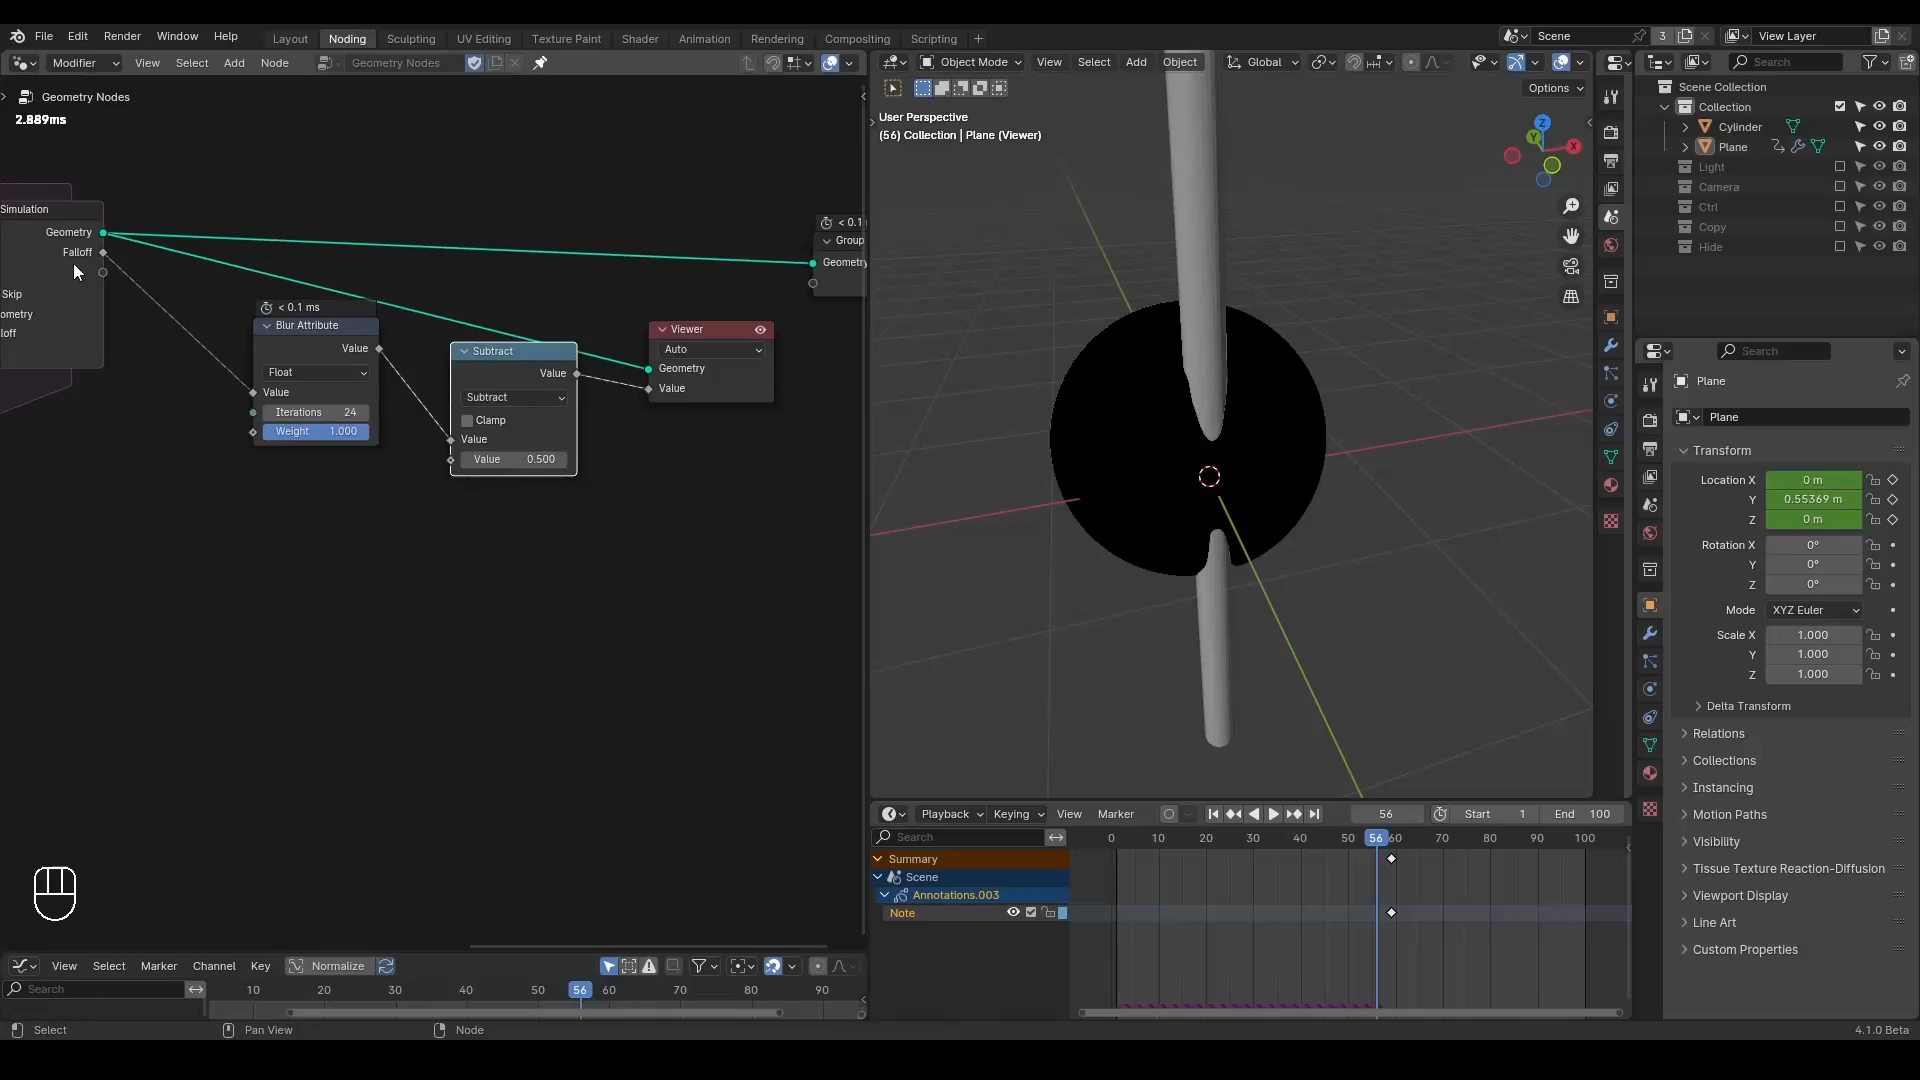 File Edit Render Window Help Layout Noding Sculpting UV Editing Texture Paint Shader Animation Rendering Compositing Scripting + Scene 3 View Layer
Modifier View Select Add Node Geometry Nodes
Geometry Nodes
2.889ms
Simulation
Geometry
Falloff
Skip
ometry
loff
< 0.1 ms
Blur Attribute
Value
Float
Value
Iterations 24
Weight 1.000
Subtract
Value
Subtract
Clamp
Value
Value 0.500
Viewer
Auto
Geometry
Value
< 0.1
Group
Geometry
Object Mode View Select Add Object Global
Options
User Perspective
(56) Collection | Plane (Viewer)
Z
Y
X
Search
Scene Collection
Collection
Cylinder
Plane
Light
Camera
Ctrl
Copy
Hide
Search
Plane
Plane
Transform
Location X 0 m
Y 0.55369 m
Z 0 m
Rotation X 0°
Y 0°
Z 0°
Mode XYZ Euler
Scale X 1.000
Y 1.000
Z 1.000
Delta Transform
Relations
Collections
Instancing
Motion Paths
Visibility
Tissue Texture Reaction-Diffusion
Viewport Display
Line Art
Custom Properties
Playback Keying View Marker 56 Start 1 End 100
Search 0 10 20 30 40 50 56 60 70 80 90 100
Summary
Scene
Annotations.003
Note
View Select Marker Channel Key Normalize
Search 10 20 30 40 50 56 60 70 80 90
Select Pan View Node 4.1.0 Beta